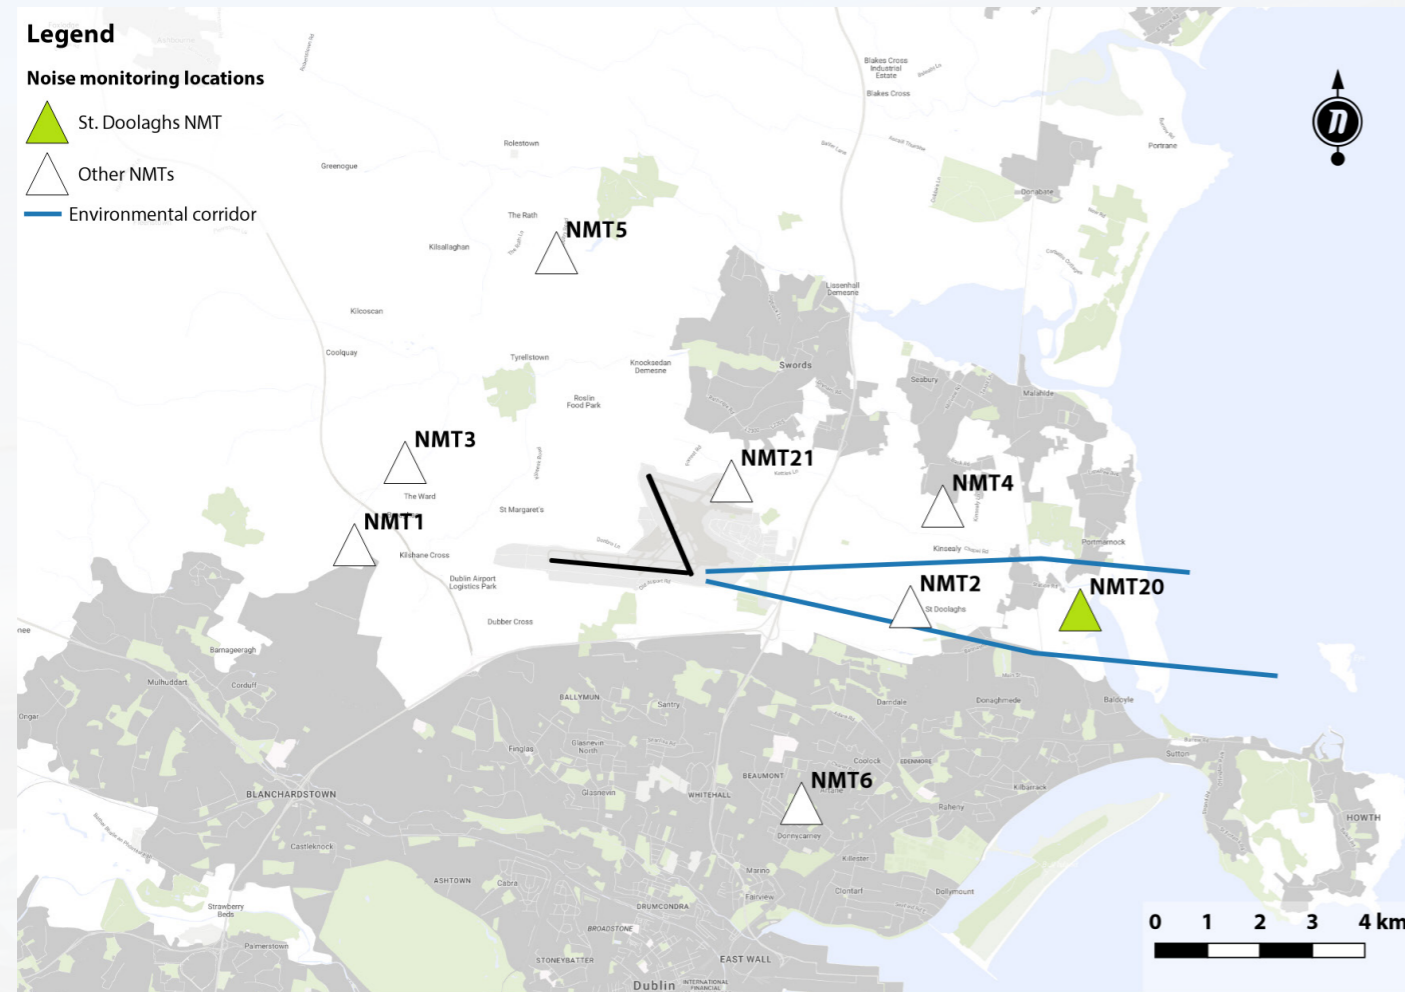 Legend
Noise monitoring locations
St. Doolaghs NMT
Other NMTs
Environmental corridor
Blakes Cross
Industrial
Estate
Blakes Cross
n
Portrane
Rolestown
Greenogue
Donabate
The Rath
NMT5
Kilsallaghan
Lissenhall
Demesne
Kilcoscan
Coolquay
Tyrellstown
Knocksedan
Demesne
Swords
Seabury
Malahide
Roslin
Food Park
NMT3
NMT21
NMT4
The Ward
St Margaret's
NMT1
Kilshane Cross
Kinsealy
Portmarnock
Dublin Airport
Logistics Park
NMT2
NMT20
St Doolaghs
Dubber Cross
Barnageeragh
Mulhuddart
Corduff
BALLYMUN
Santry
Darndale
Donaghmede
Baldoyle
Ongar
Finglas
Glasnevin
North
Sutton
BEAUMONT
Coolock
EDENMORE
NMT6
Artane
Kilbarrack
BLANCHARDSTOWN
Glasnevin
WHITEHALL
Raheny
HOWTH
Donnycarney
Castleknock
Killester
Marino
ASHTOWN
Cabra
Clontarf
Dollymount
Fairview
DRUMCONDRA
Strawberry
Beds
BROADSTONE
0 1 2 3 4 km
Palmerstown
STONEYBATTER
EAST WALL
Dublin
INTERNATIONAL
FINANCIAL